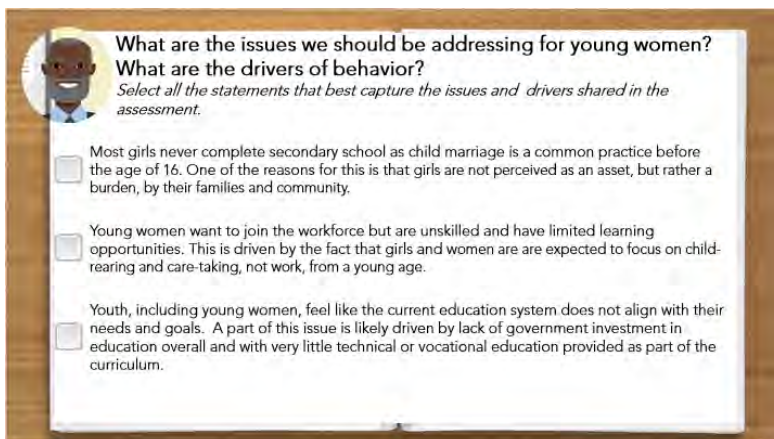 What are the issues we should be addressing for young women?
What are the drivers of behavior?
Select all the statements that best capture the issues and drivers shared in the
assessment.
Most girls never complete secondary school as child marriage is a common practice before
the age of 16. One of the reasons for this is that girls are not perceived as an asset, but rather a
burden, by their families and community.
Young women want to join the workforce but are unskilled and have limited learning
opportunities. This is driven by the fact that girls and women are are expected to focus on child-
rearing and care-taking, not work, from a young age.
Youth, including young women, feel like the current education system does not align with their
needs and goals. A part of this issue is likely driven by lack of government investment in
education overall and with very little technical or vocational education provided as part of the
curriculum.